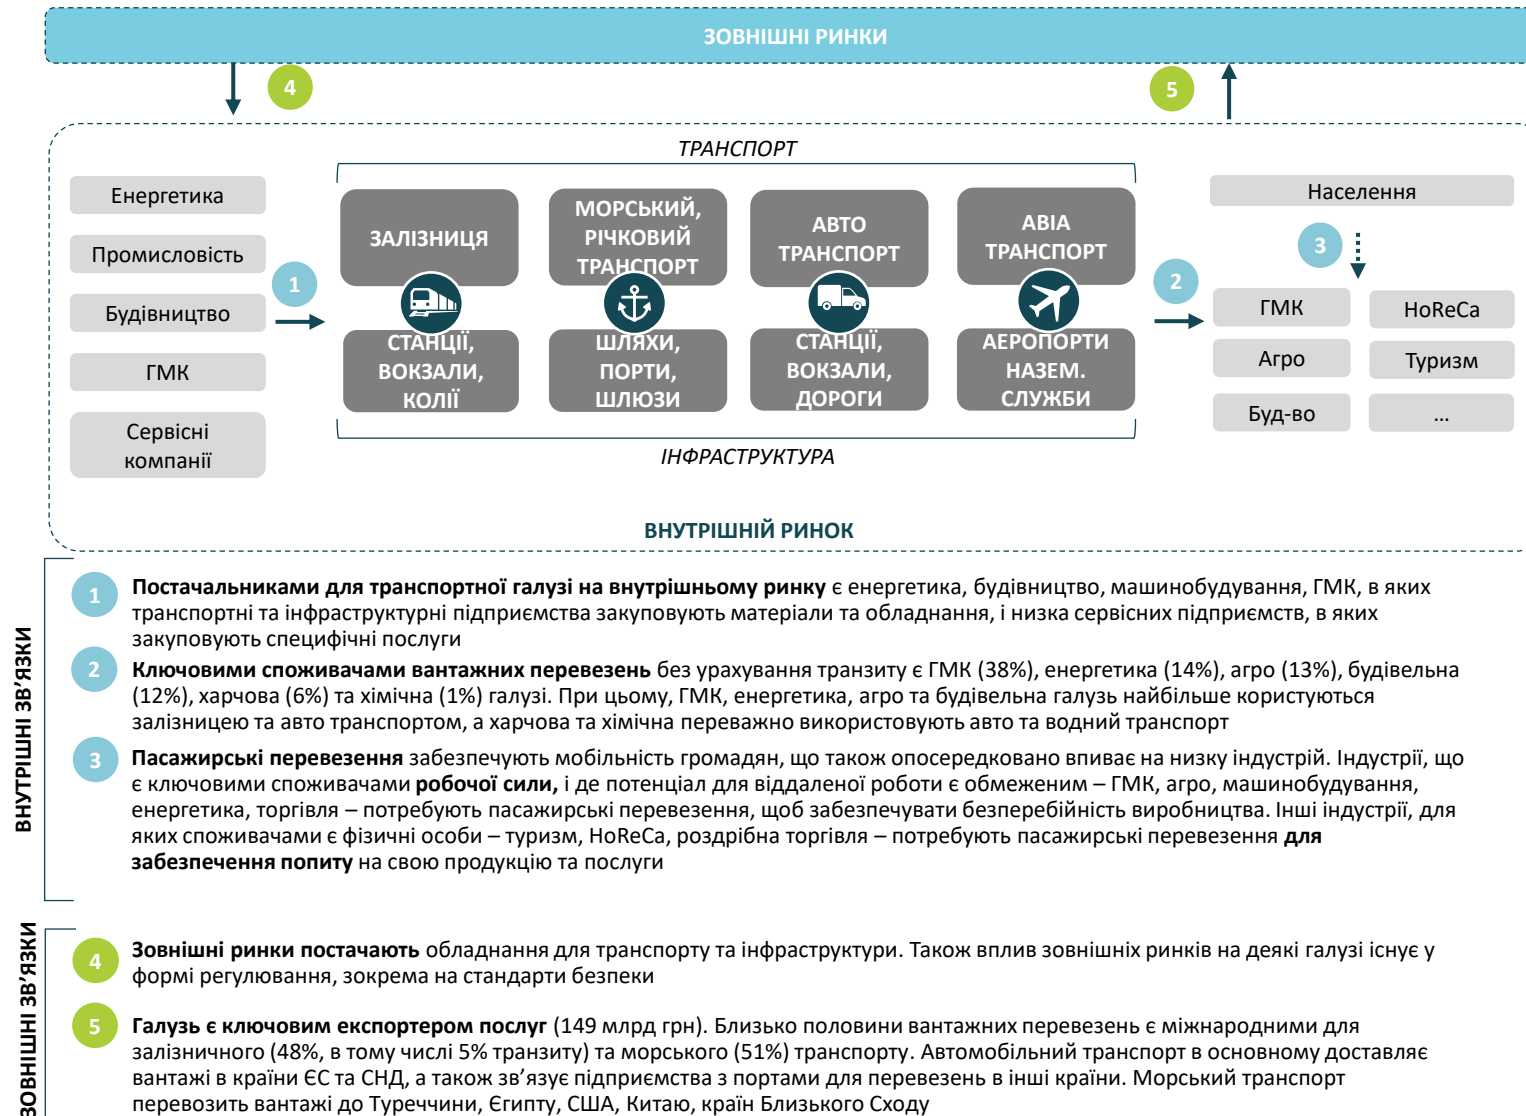 ЗОВНІШНІ РИНКИ
4
5
ТРАНСПОРТ
Енергетика
Промисловість
Будівництво
ГМК
Сервісні
компанії
1
ЗАЛІЗНИЦЯ
СТАНЦІЇ,
ВОКЗАЛИ,
КОЛІЇ
МОРСЬКИЙ,
РІЧКОВИЙ
ТРАНСПОРТ
ШЛЯХИ,
ПОРТИ,
ШЛЮЗИ
АВТО
ТРАНСПОРТ
СТАНЦІЇ,
ВОКЗАЛИ,
ДОРОГИ
АВІА
ТРАНСПОРТ
АЕРОПОРТИ
НАЗЕМ.
СЛУЖБИ
2
Населення
3
ГМК
HoReCa
Агро
Туризм
Буд-во
...
ІНФРАСТРУКТУРА
ВНУТРІШНІЙ РИНОК
ВНУТРІШНІ ЗВ’ЯЗКИ
1
Постачальниками для транспортної галузі на внутрішньому ринку є енергетика, будівництво, машинобудування, ГМК, в яких
транспортні та інфраструктурні підприємства закуповують матеріали та обладнання, і низка сервісних підприємств, в яких
закуповують специфічні послуги
2
Ключовими споживачами вантажних перевезень без урахування транзиту є ГМК (38%), енергетика (14%), агро (13%), будівельна
(12%), харчова (6%) та хімічна (1%) галузі. При цьому, ГМК, енергетика, агро та будівельна галузь найбільше користуються
залізницею та авто транспортом, а харчова та хімічна переважно використовують авто та водний транспорт
3
Пасажирські перевезення забезпечують мобільність громадян, що також опосередковано впиває на низку індустрій. Індустрії, що
є ключовими споживачами робочої сили, і де потенціал для віддаленої роботи є обмеженим – ГМК, агро, машинобудування,
енергетика, торгівля – потребують пасажирські перевезення, щоб забезпечувати безперебійність виробництва. Інші індустрії, для
яких споживачами є фізичні особи – туризм, HoReCa, роздрібна торгівля – потребують пасажирські перевезення для
забезпечення попиту на свою продукцію та послуги
ЗОВНІШНІ ЗВ’ЯЗКИ
4
Зовнішні ринки постачають обладнання для транспорту та інфраструктури. Також вплив зовнішніх ринків на деякі галузі існує у
формі регулювання, зокрема на стандарти безпеки
5
Галузь є ключовим експортером послуг (149 млрд грн). Близько половини вантажних перевезень є міжнародними для
залізничного (48%, в тому числі 5% транзиту) та морського (51%) транспорту. Автомобільний транспорт в основному доставляє
вантажі в країни ЄС та СНД, а також зв’язує підприємства з портами для перевезень в інші країни. Морський транспорт
перевозить вантажі до Туреччини, Єгипту, США, Китаю, країн Близького Сходу